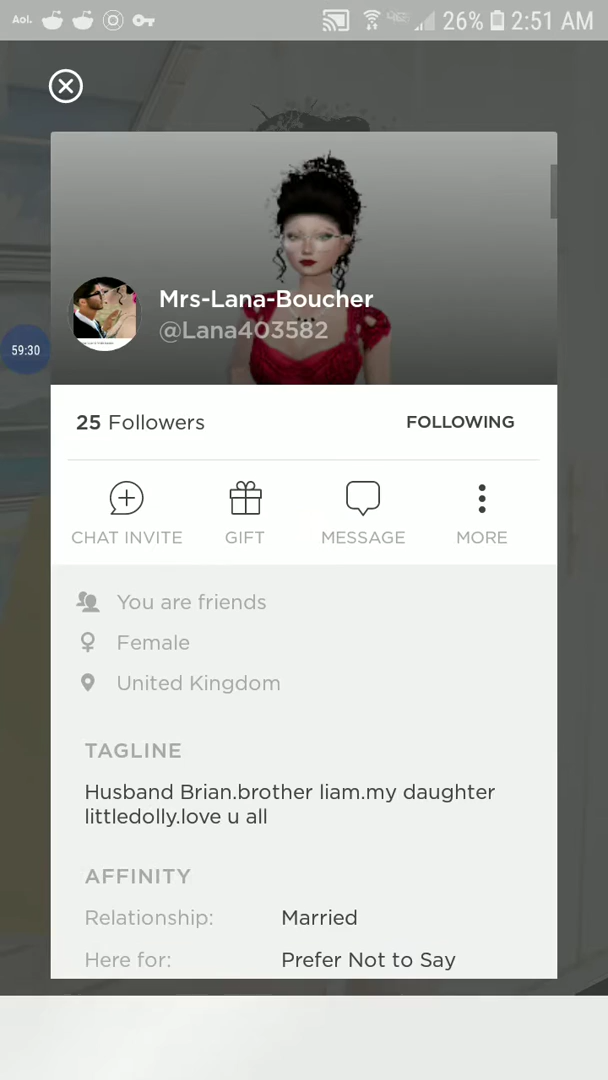 Aol.
26% 2:51 AM
Mrs-Lana-Boucher
@Lana403582
59:30
25 Followers FOLLOWING
CHAT INVITE GIFT MESSAGE MORE
You are friends
Female
United Kingdom
TAGLINE
Husband Brian.brother liam.my daughter
littledolly.love u all
AFFINITY
Relationship: Married
Here for: Prefer Not to Say